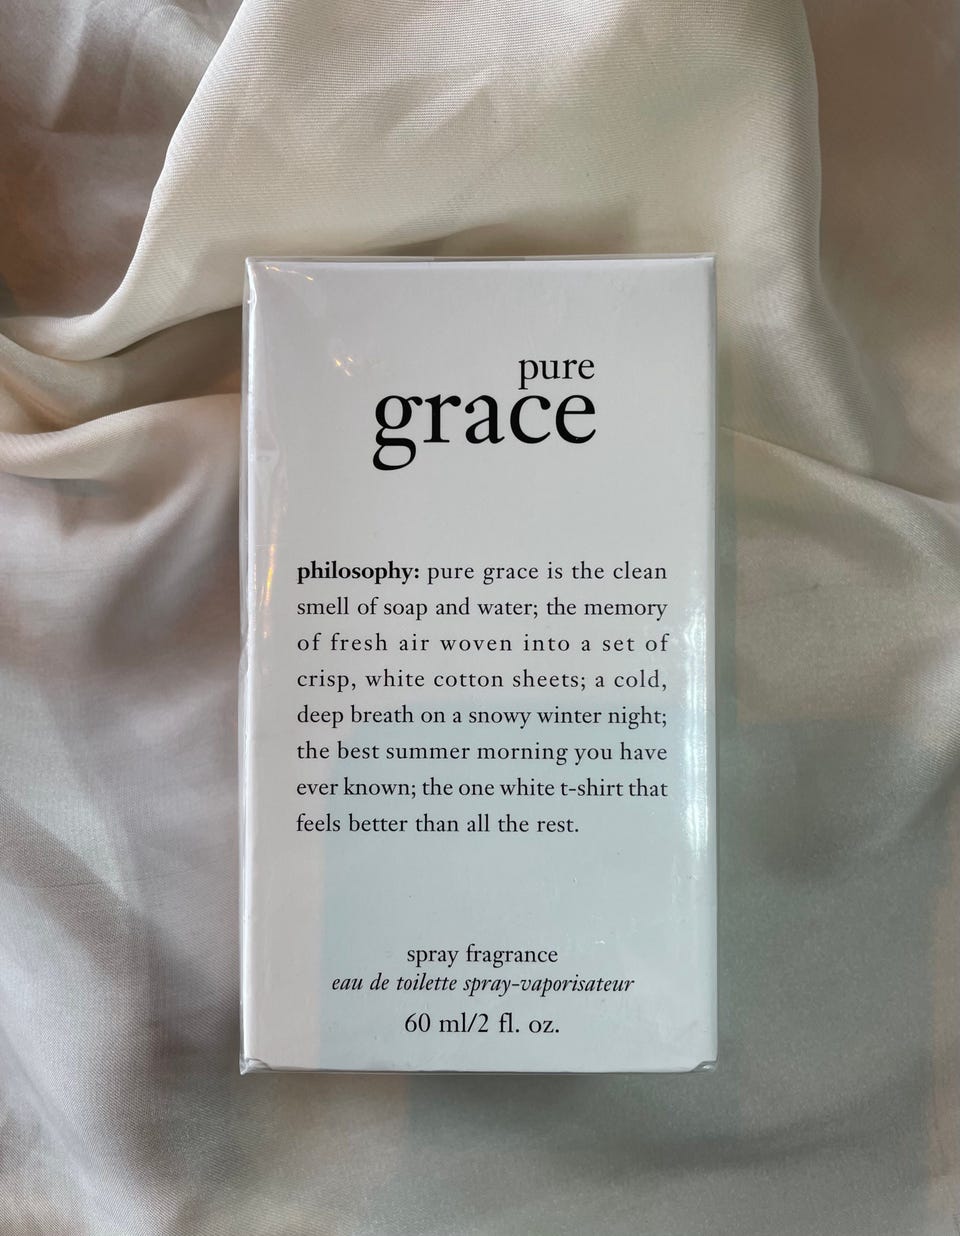 pure
grace
philosophy: pure grace is the clean
smell of soap and water; the memory
of fresh air woven into a set of
crisp, white cotton sheets; a cold,
deep breath on a snowy winter night;
the best summer morning you have
ever known; the one white t-shirt that
feels better than all the rest.
spray fragrance
eau de toilette spray-vaporisateur
60 ml/2 fl. oz.